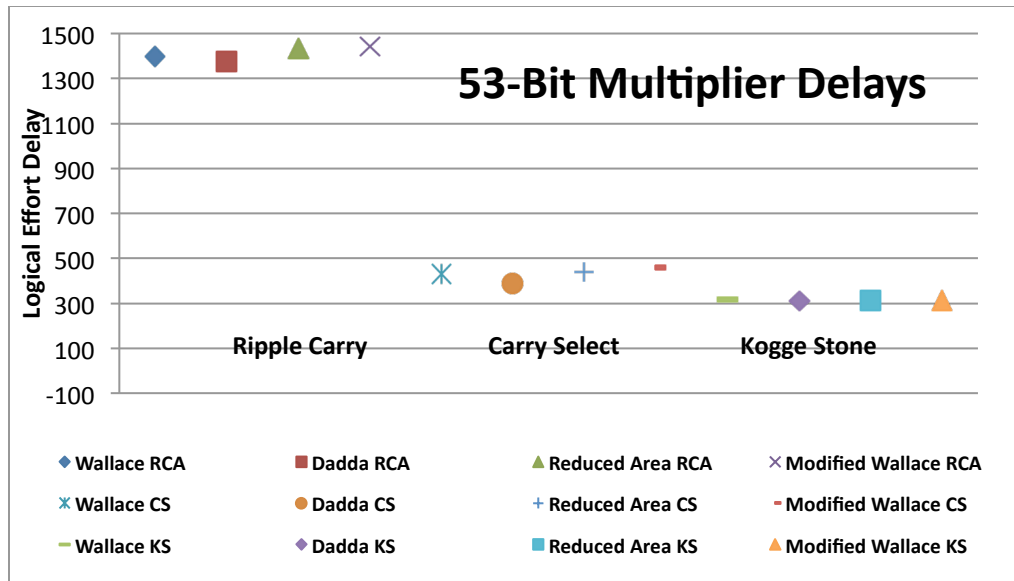 53-Bit Multiplier Delays
Logical Effort Delay
1500
1300
1100
900
700
500
300
100
-100
Ripple Carry Carry Select Kogge Stone
Wallace RCA Dadda RCA Reduced Area RCA Modified Wallace RCA
Wallace CS Dadda CS Reduced Area CS Modified Wallace CS
Wallace KS Dadda KS Reduced Area KS Modified Wallace KS